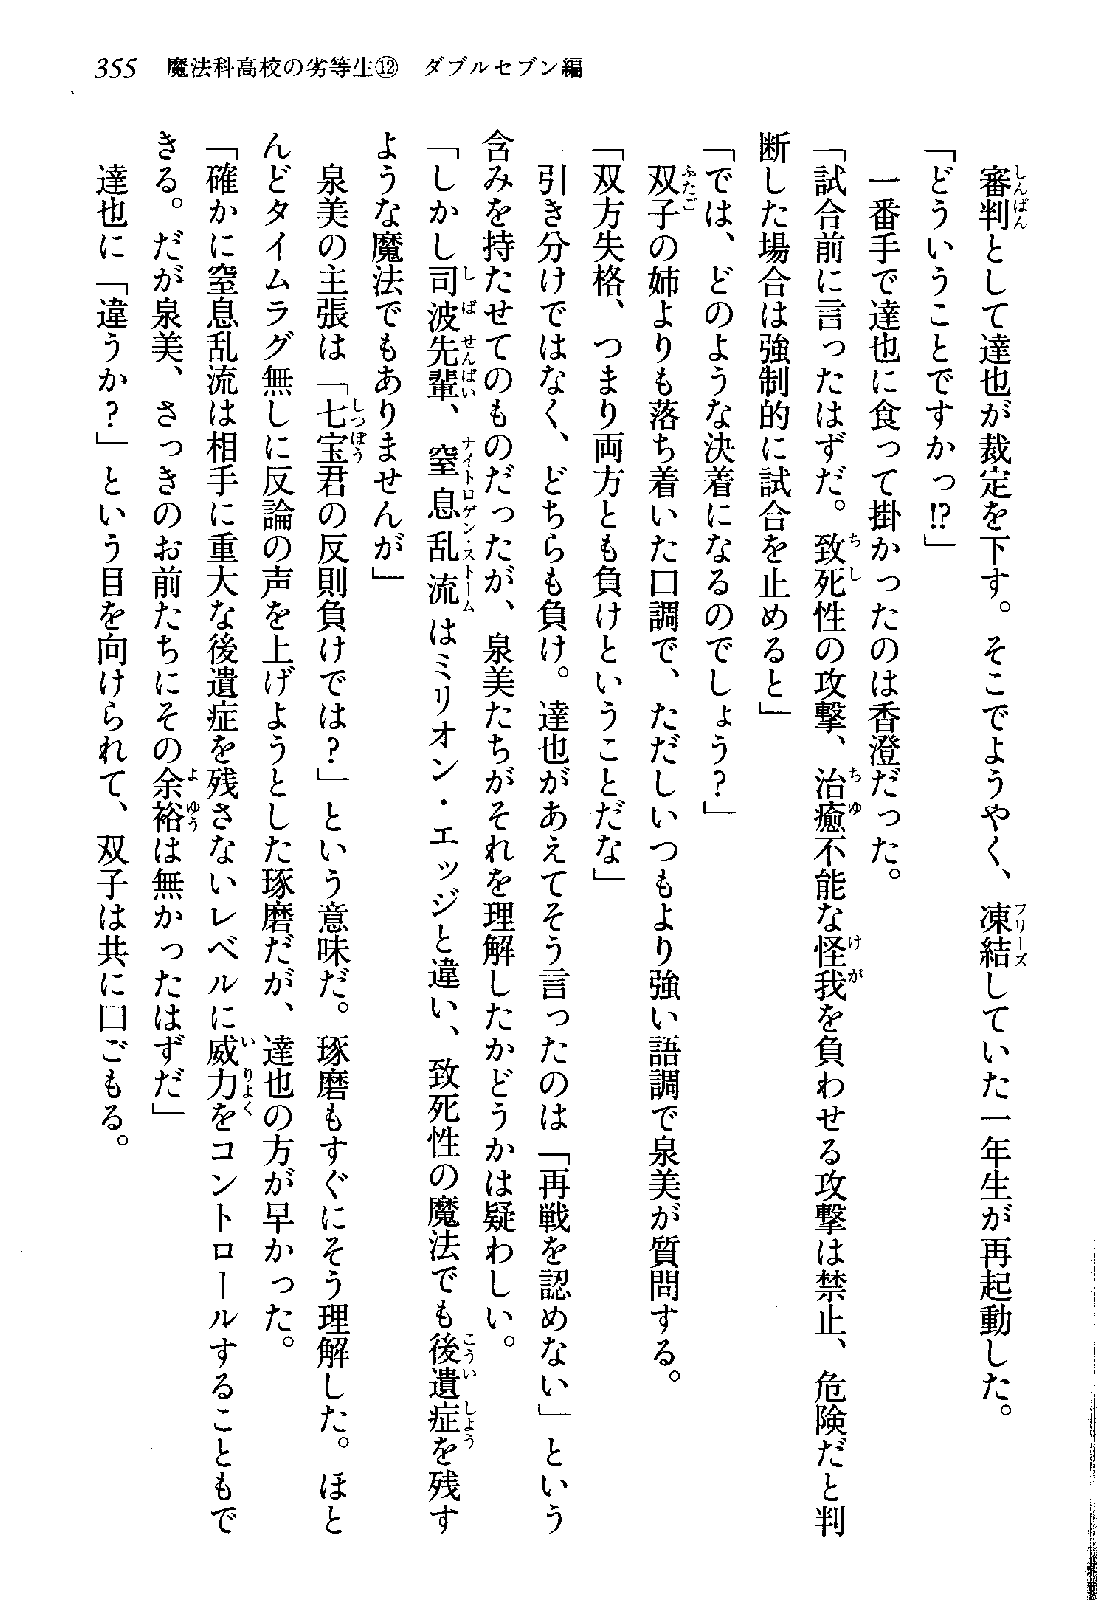 355　魔法科高校の劣等生⑫　ダブルセブン編
　審判として達也が裁定を下す。そこでようやく、凍結していた一年生が再起動した。
「どういうことですかっ!?」
　一番手で達也に食って掛かったのは香澄だった。
「試合前に言ったはずだ。致死性の攻撃、治癒不能な怪我を負わせる攻撃は禁止、危険だと判
断した場合は強制的に試合を止めると」
「では、どのような決着になるのでしょう？」
　双子の姉よりも落ち着いた口調で、ただしいつもより強い語調で泉美が質問する。
「双方失格、つまり両方とも負けということだな」
　引き分けではなく、どちらも負け。達也があえてそう言ったのは「再戦を認めない」という
含みを持たせてのものだったが、泉美たちがそれを理解したかどうかは疑わしい。
「しかし司波先輩、窒息乱流はミリオン・エッジと違い、致死性の魔法でも後遺症を残す
ような魔法でもありませんが」
　泉美の主張は「七宝君の反則負けでは？」という意味だ。琢磨もすぐにそう理解した。ほと
んどタイムラグ無しに反論の声を上げようとした琢磨だが、達也の方が早かった。
「確かに窒息乱流は相手に重大な後遺症を残さないレベルに威力をコントロールすることもで
きる。だが泉美、さっきのお前たちにその余裕は無かったはずだ」
　達也に「違うか？」という目を向けられて、双子は共に口ごもる。